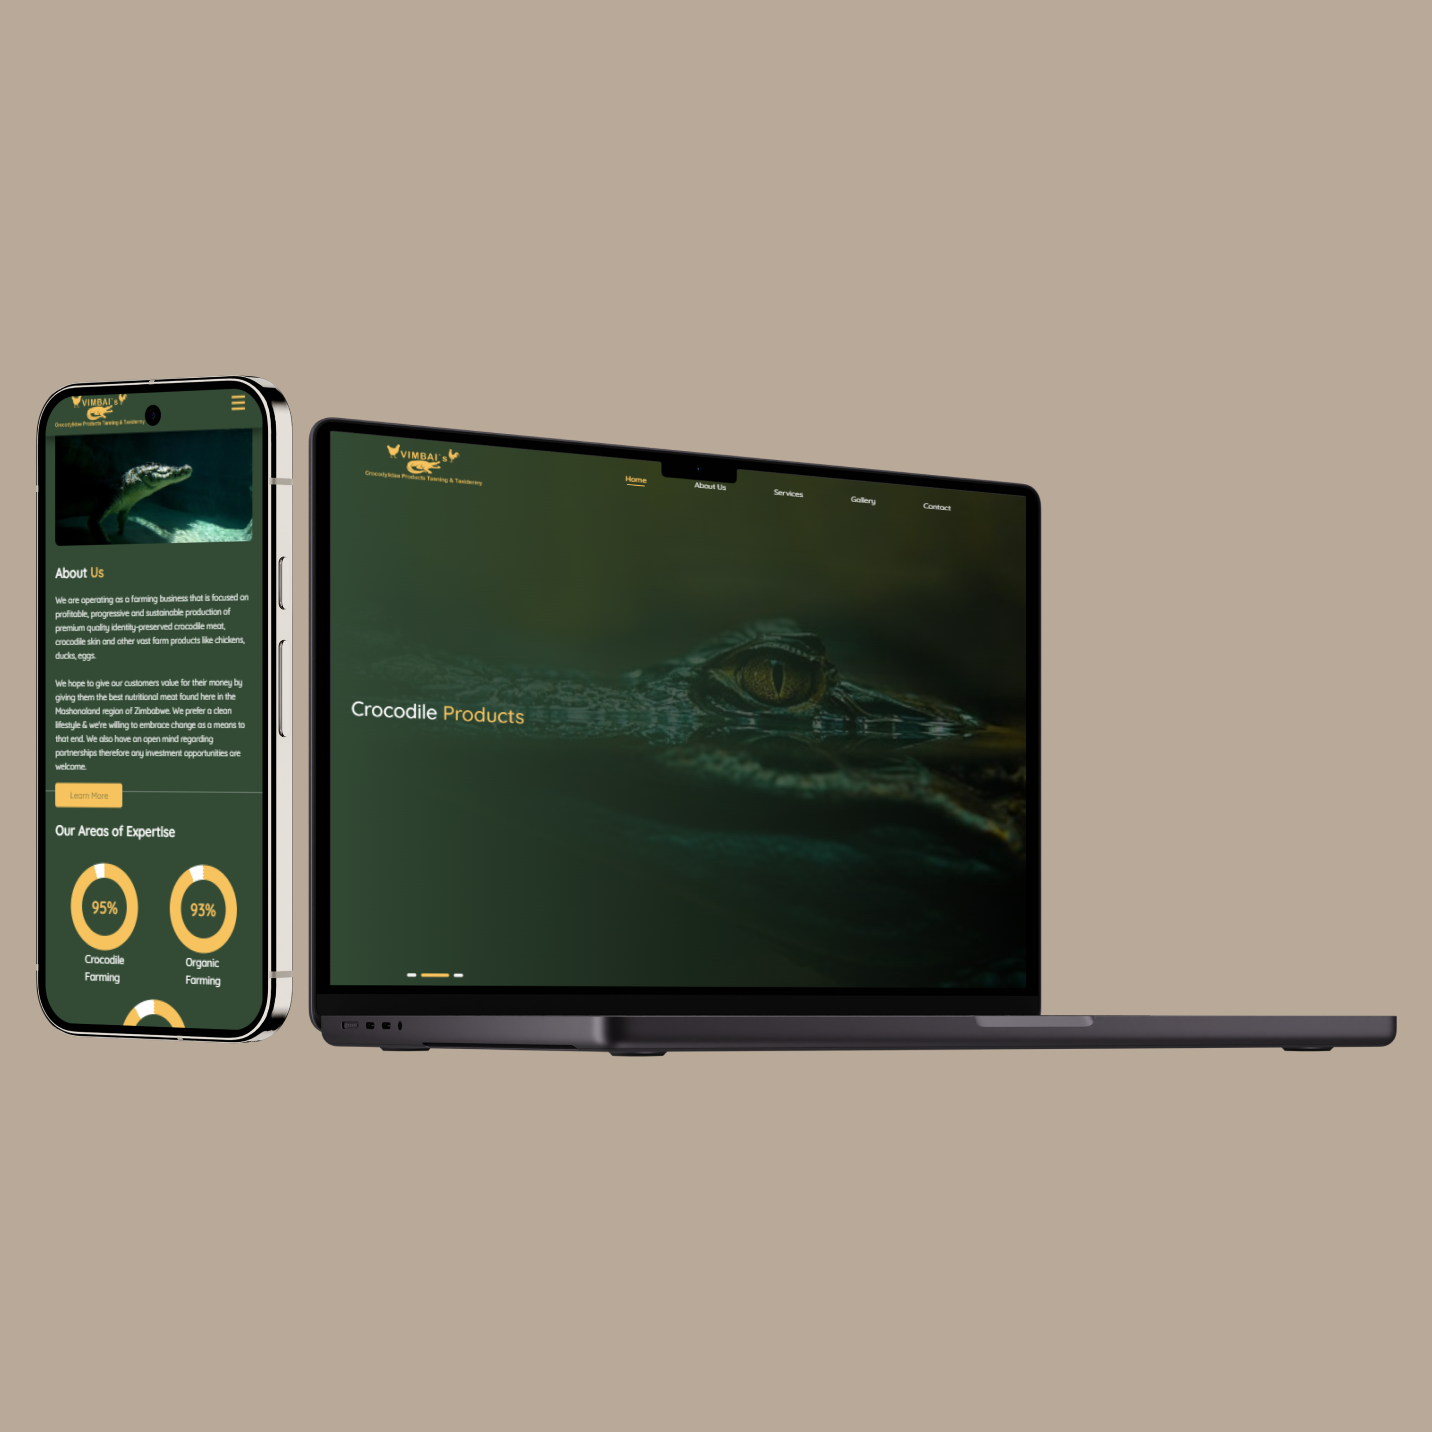 VIMBAI's
Crocodylidae Products Tanning & Taxidermy
About Us
We are operating as a farming business that is focused on
profitable, progressive and sustainable production of
premium quality identity-preserved crocodile meat,
crocodile skin and other vast farm products like chickens,
ducks, eggs.
We hope to give our customers value for their money by
giving them the best nutritional meat found here in the
Mashonaland region of Zimbabwe. We prefer a clean
lifestyle & we're willing to embrace change as a means to
that end. We also have an open mind regarding
partnerships therefore any investment opportunities are
welcome.
Learn More
Our Areas of Expertise
95%
93%
Crocodile
Farming
Organic
Farming
VIMBAI's
Crocodylidae Products Tanning & Taxidermy
Home
About Us
Services
Gallery
Contact
Crocodile Products